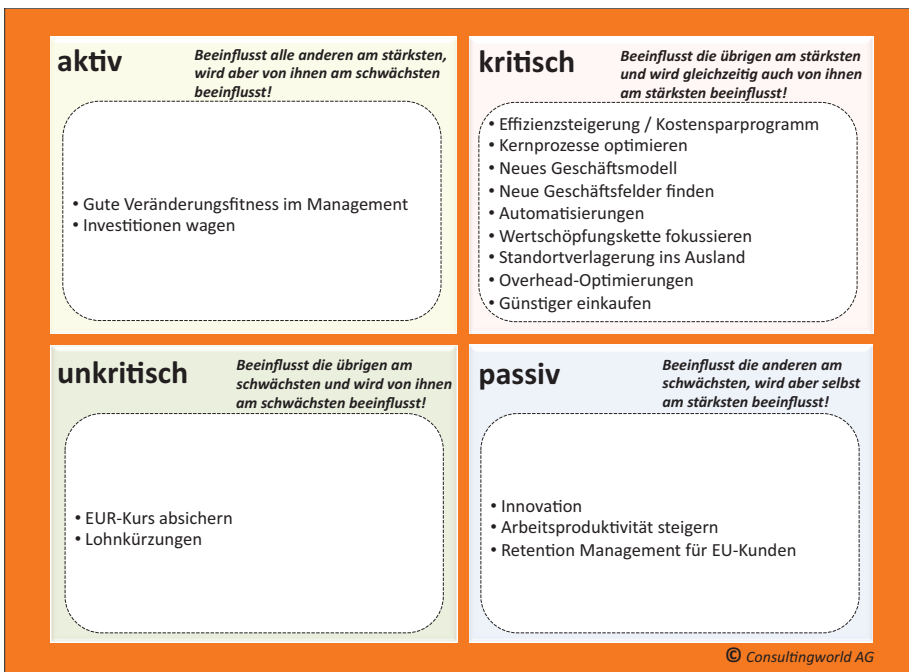 aktiv
Beeinflusst alle anderen am stärksten,
wird aber von ihnen am schwächsten
beeinflusst!
• Gute Veränderungsfitness im Management
• Investitionen wagen
kritisch
Beeinflusst die übrigen am stärksten
und wird gleichzeitig auch von ihnen
am stärksten beeinflusst!
• Effizienzsteigerung / Kostensparprogramm
• Kernprozesse optimieren
• Neues Geschäftsmodell
• Neue Geschäftsfelder finden
• Automatisierungen
• Wertschöpfungskette fokussieren
• Standortverlagerung ins Ausland
• Overhead-Optimierungen
• Günstiger einkaufen
unkritisch
Beeinflusst die übrigen am
schwächsten und wird von ihnen
am schwächsten beeinflusst!
• EUR-Kurs absichern
• Lohnkürzungen
passiv
Beeinflusst die anderen am
schwächsten, wird aber selbst
am stärksten beeinflusst!
• Innovation
• Arbeitsproduktivität steigern
• Retention Management für EU-Kunden
© Consultingworld AG